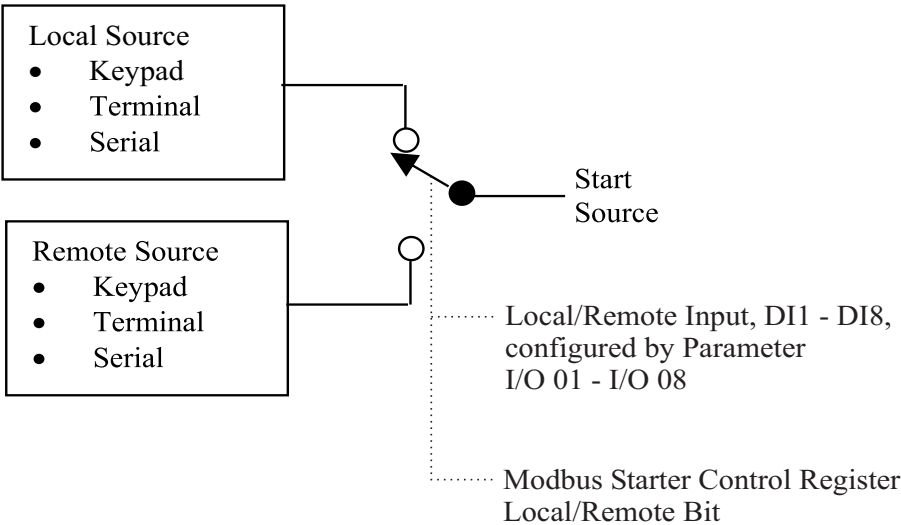 Local Source
• Keypad
• Terminal
• Serial
Start
Source
Remote Source
• Keypad
• Terminal
• Serial
Local/Remote Input, DI1 - DI8,
configured by Parameter
I/O 01 - I/O 08
Modbus Starter Control Register
Local/Remote Bit